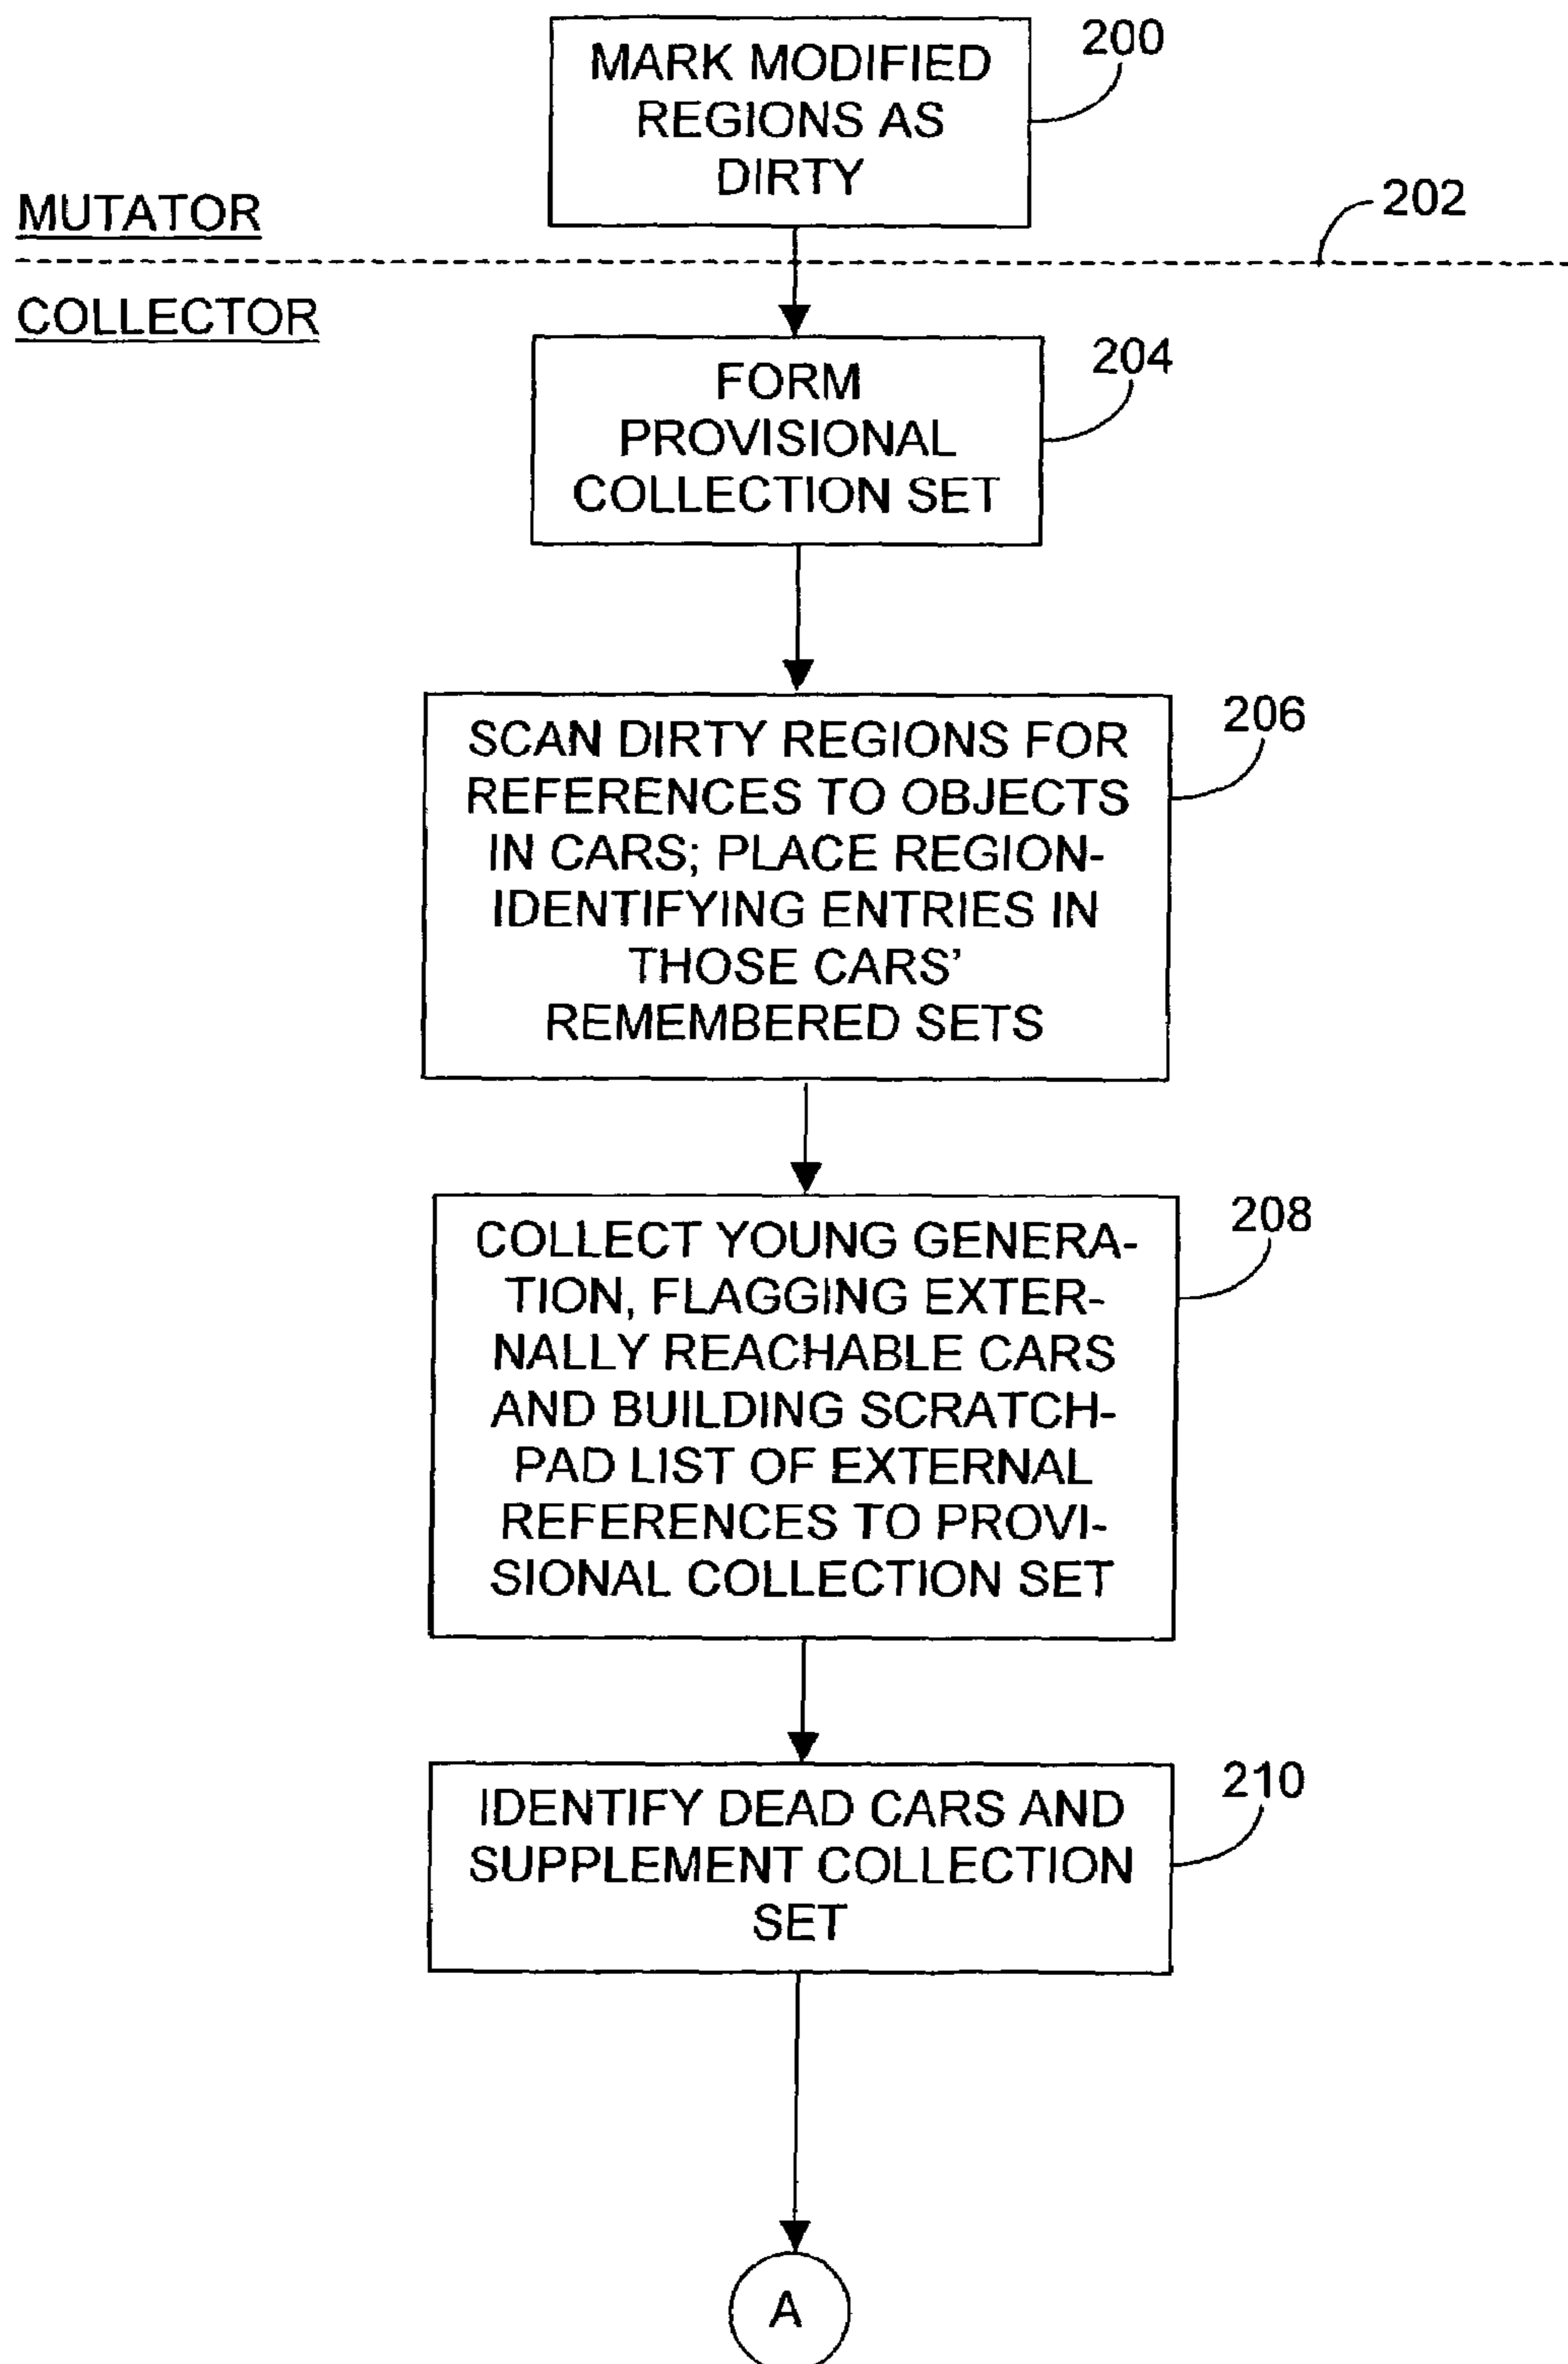 MARK MODIFIED
REGIONS AS
DIRTY
200
MUTATOR
202
COLLECTOR
FORM
PROVISIONAL
COLLECTION SET
204
SCAN DIRTY REGIONS FOR
REFERENCES TO OBJECTS
IN CARS; PLACE REGION-
IDENTIFYING ENTRIES IN
THOSE CARS'
REMEMBERED SETS
206
COLLECT YOUNG GENERA-
TION, FLAGGING EXTER-
NALLY REACHABLE CARS
AND BUILDING SCRATCH-
PAD LIST OF EXTERNAL
REFERENCES TO PROVI-
SIONAL COLLECTION SET
208
IDENTIFY DEAD CARS AND
SUPPLEMENT COLLECTION
SET
210
A